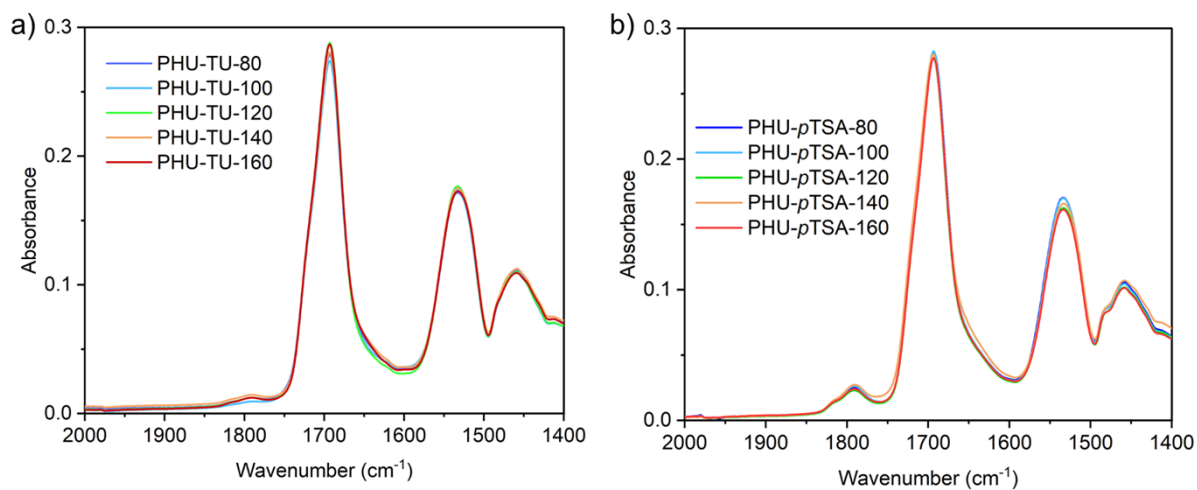 a)
0.3
0.2
0.1
0.0
Absorbance
PHU-TU-80
PHU-TU-100
PHU-TU-120
PHU-TU-140
PHU-TU-160
2000 1900 1800 1700 1600 1500 1400
Wavenumber (cm⁻¹)
b)
0.3
0.2
0.1
0.0
Absorbance
PHU-pTSA-80
PHU-pTSA-100
PHU-pTSA-120
PHU-pTSA-140
PHU-pTSA-160
2000 1900 1800 1700 1600 1500 1400
Wavenumber (cm⁻¹)